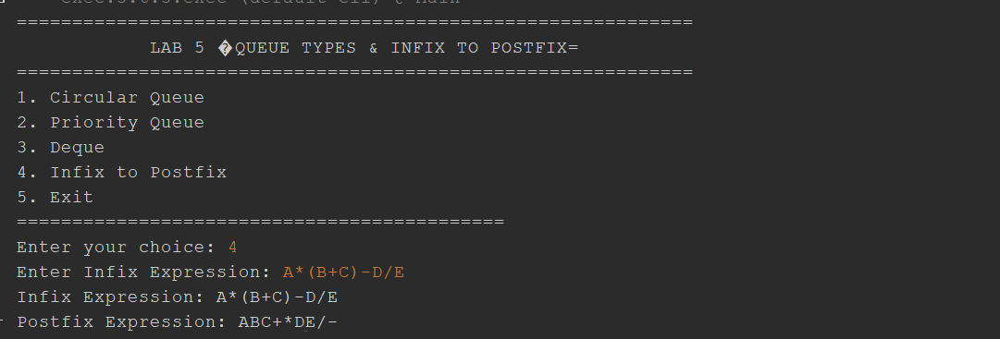 =============================================================
LAB 5 �QUEUE TYPES & INFIX TO POSTFIX=
=============================================================
1. Circular Queue
2. Priority Queue
3. Deque
4. Infix to Postfix
5. Exit
============================================
Enter your choice: 4
Enter Infix Expression: A*(B+C)-D/E
Infix Expression: A*(B+C)-D/E
Postfix Expression: ABC+*DE/-